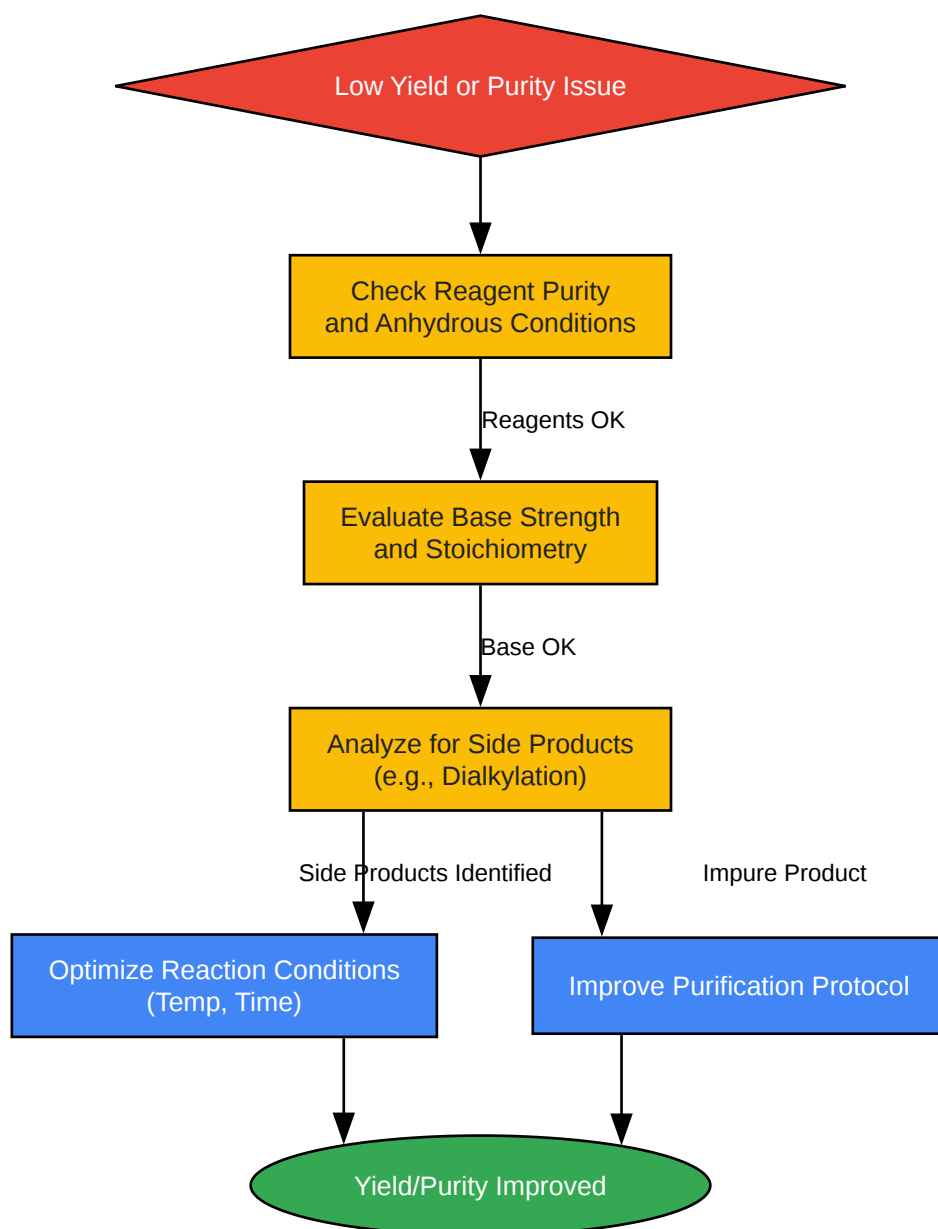 Low Yield or Purity Issue
Check Reagent Purity
and Anhydrous Conditions
Reagents OK
Evaluate Base Strength
and Stoichiometry
Base OK
Analyze for Side Products
(e.g., Dialkylation)
Side Products Identified
Impure Product
Optimize Reaction Conditions
(Temp, Time)
Improve Purification Protocol
Yield/Purity Improved